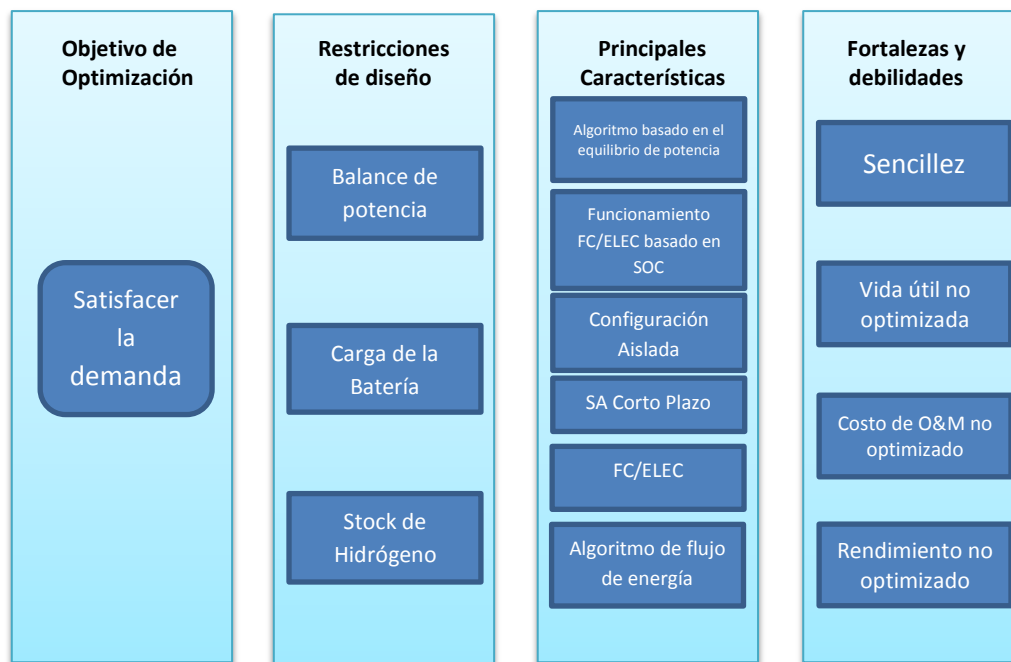 Objetivo de
Optimización
Satisfacer
la
demanda
Restricciones
de diseño
Balance de
potencia
Carga de la
Batería
Stock de
Hidrógeno
Principales
Características
Algoritmo basado en el
equilibrio de potencia
Funcionamiento
FC/ELEC basado en
SOC
Configuración
Aislada
SA Corto Plazo
FC/ELEC
Algoritmo de flujo
de energía
Fortalezas y
debilidades
Sencillez
Vida útil no
optimizada
Costo de O&M no
optimizado
Rendimiento no
optimizado